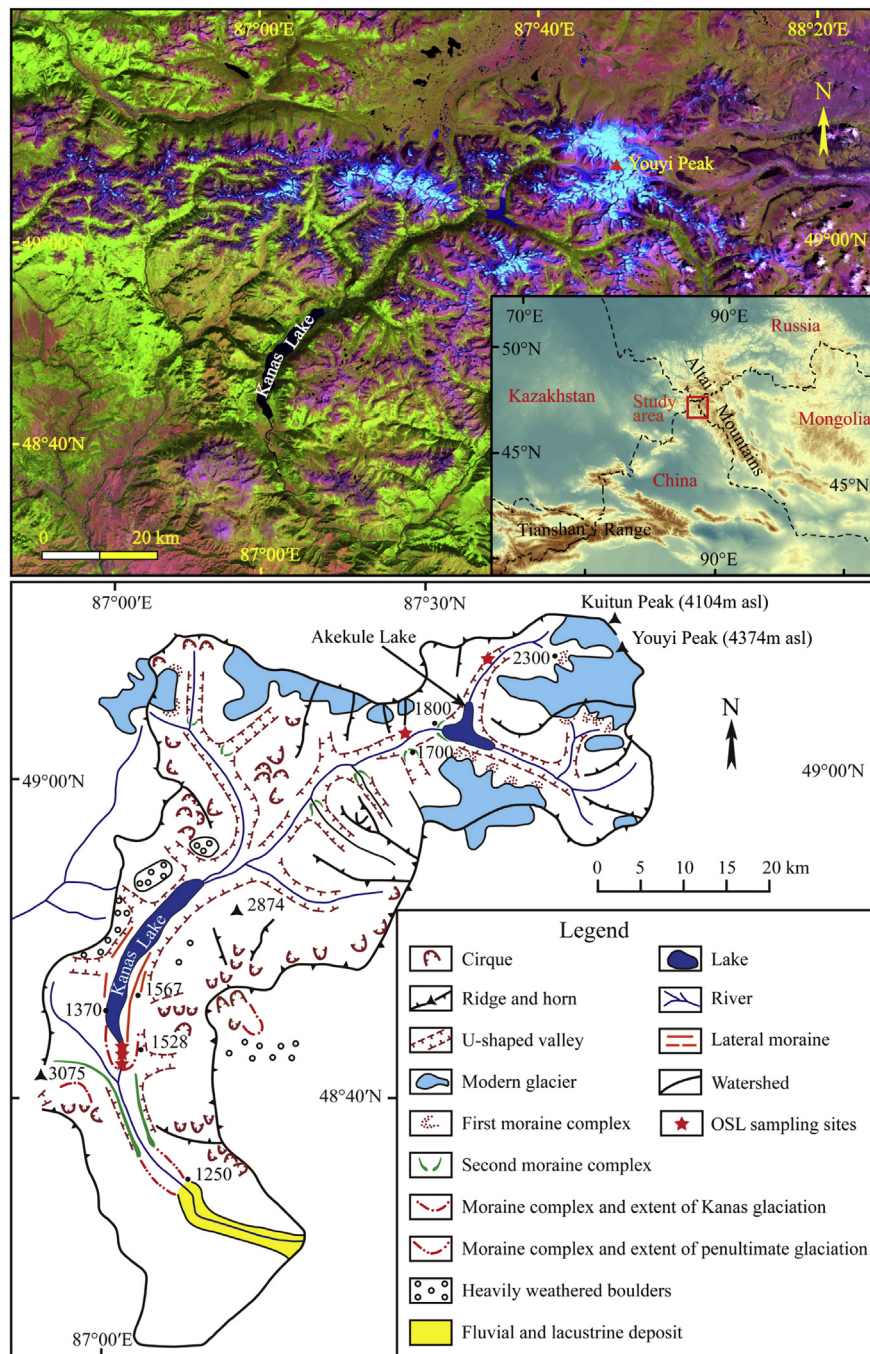 87°00′E
87°40′E
88°20′E
N
Youyi Peak
49°00′N
49°00′N
Kanas Lake
48°40′N
0
20 km
87°00′E
70°E
90°E
Russia
50°N
Altai
Mountains
Kazakhstan
Study
area
Mongolia
45°N
45°N
China
Tianshan Range
90°E
87°00′E
87°30′N
Kuitun Peak (4104m asl)
Akekule Lake
Youyi Peak (4374m asl)
2300
1800
N
1700
49°00′N
49°00′N
0 5 10 15 20 km
2874
Kanas Lake
1567
1370
1528
3075
48°40′N
1250
87°00′E
Legend
Cirque
Lake
Ridge and horn
River
U-shaped valley
Lateral moraine
Modern glacier
Watershed
First moraine complex
OSL sampling sites
Second moraine complex
Moraine complex and extent of Kanas glaciation
Moraine complex and extent of penultimate glaciation
Heavily weathered boulders
Fluvial and lacustrine deposit